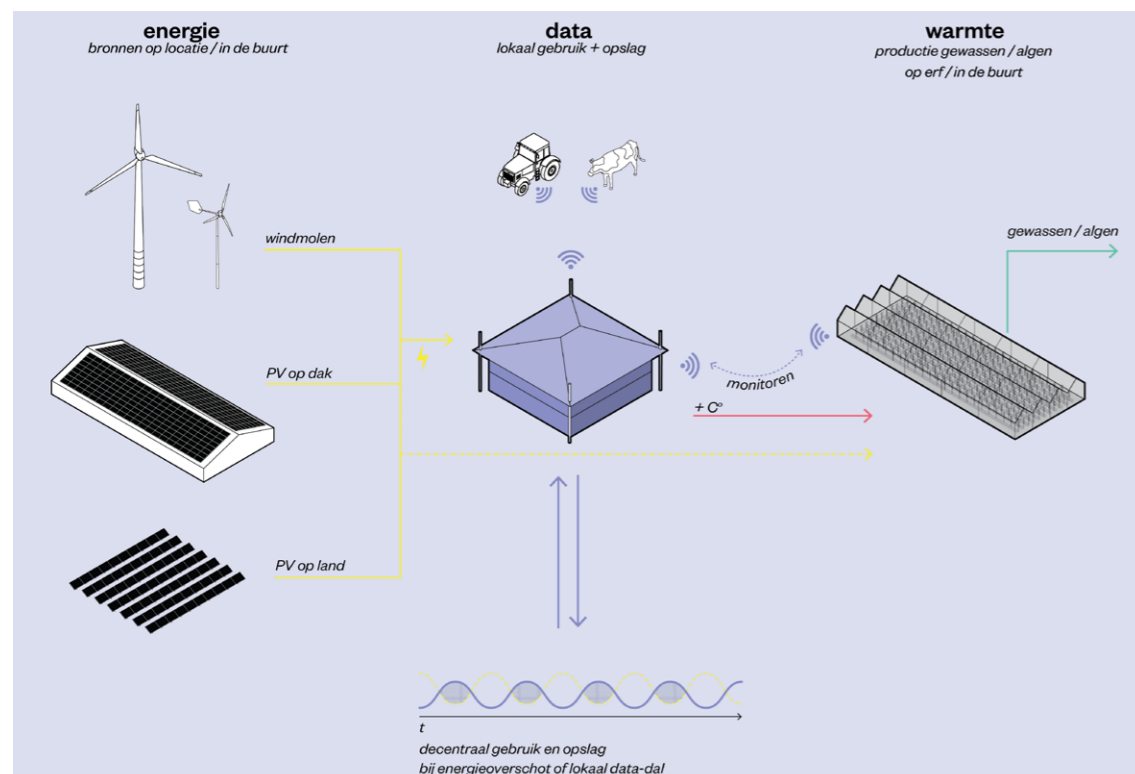 energie
bronnen op locatie / in de buurt
data
lokaal gebruik + opslag
warmte
productie gewassen / algen
op erf / in de buurt
windmolen
gewassen / algen
PV op dak
monitoren
+ C°
PV op land
t
decentraal gebruik en opslag
bij energieoverschot of lokaal data-dal